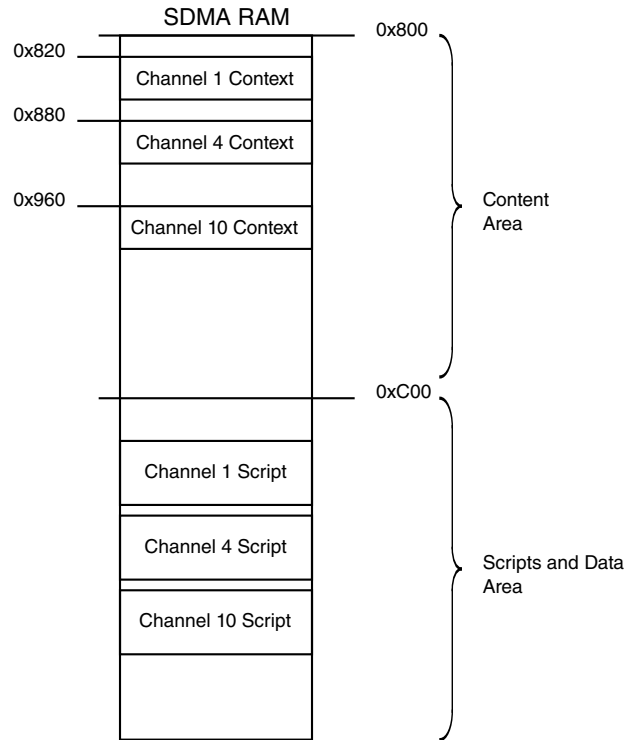 SDMA RAM
0x800
0x820
Channel 1 Context
0x880
Channel 4 Context
0x960
Channel 10 Context
Content
Area
0xC00
Channel 1 Script
Channel 4 Script
Scripts and Data
Area
Channel 10 Script